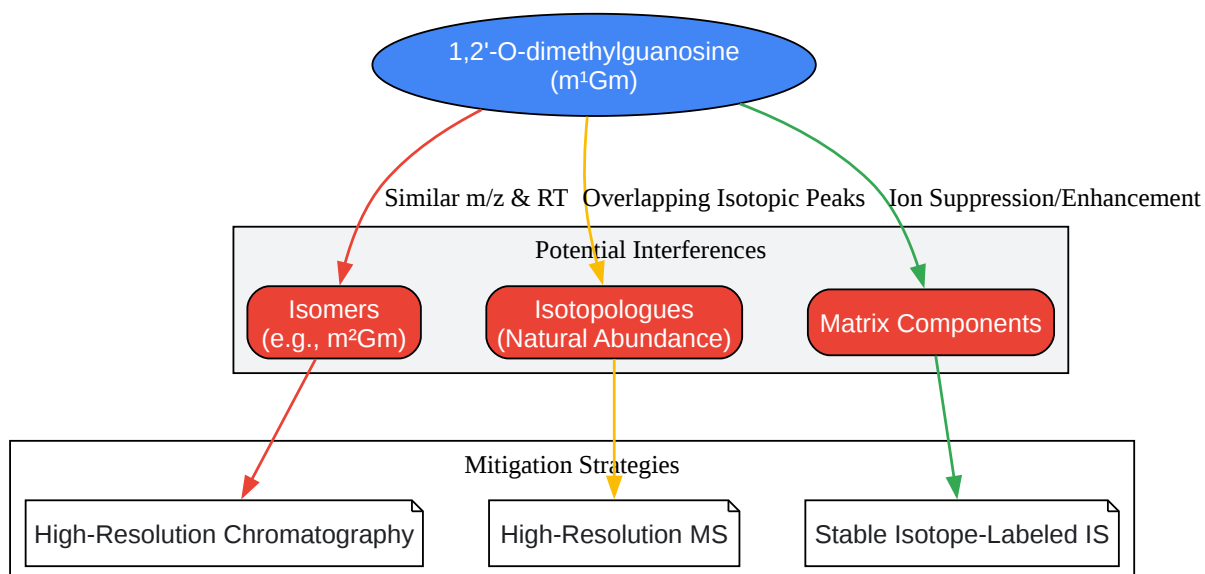 1,2'-O-dimethylguanosine
(m¹Gm)
Similar m/z & RT
Overlapping Isotopic Peaks
Ion Suppression/Enhancement
Potential Interferences
Isomers
(e.g., m²Gm)
Isotopologues
(Natural Abundance)
Matrix Components
Mitigation Strategies
High-Resolution Chromatography
High-Resolution MS
Stable Isotope-Labeled IS